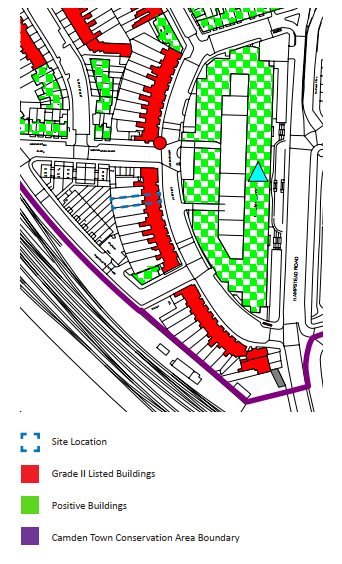 HAMPSTEAD ROAD
Site Location
Grade II Listed Buildings
Positive Buildings
Camden Town Conservation Area Boundary